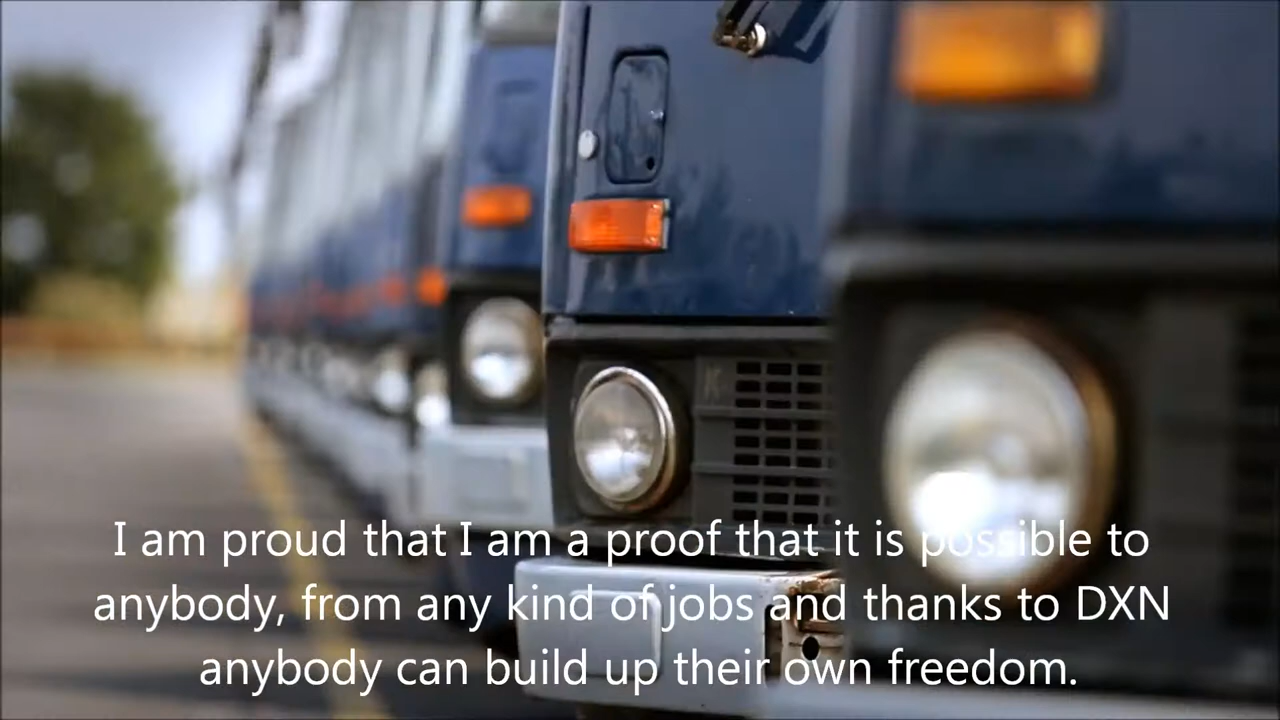 I am proud that I am a proof that it is possible to
anybody, from any kind of jobs and thanks to DXN
anybody can build up their own freedom.